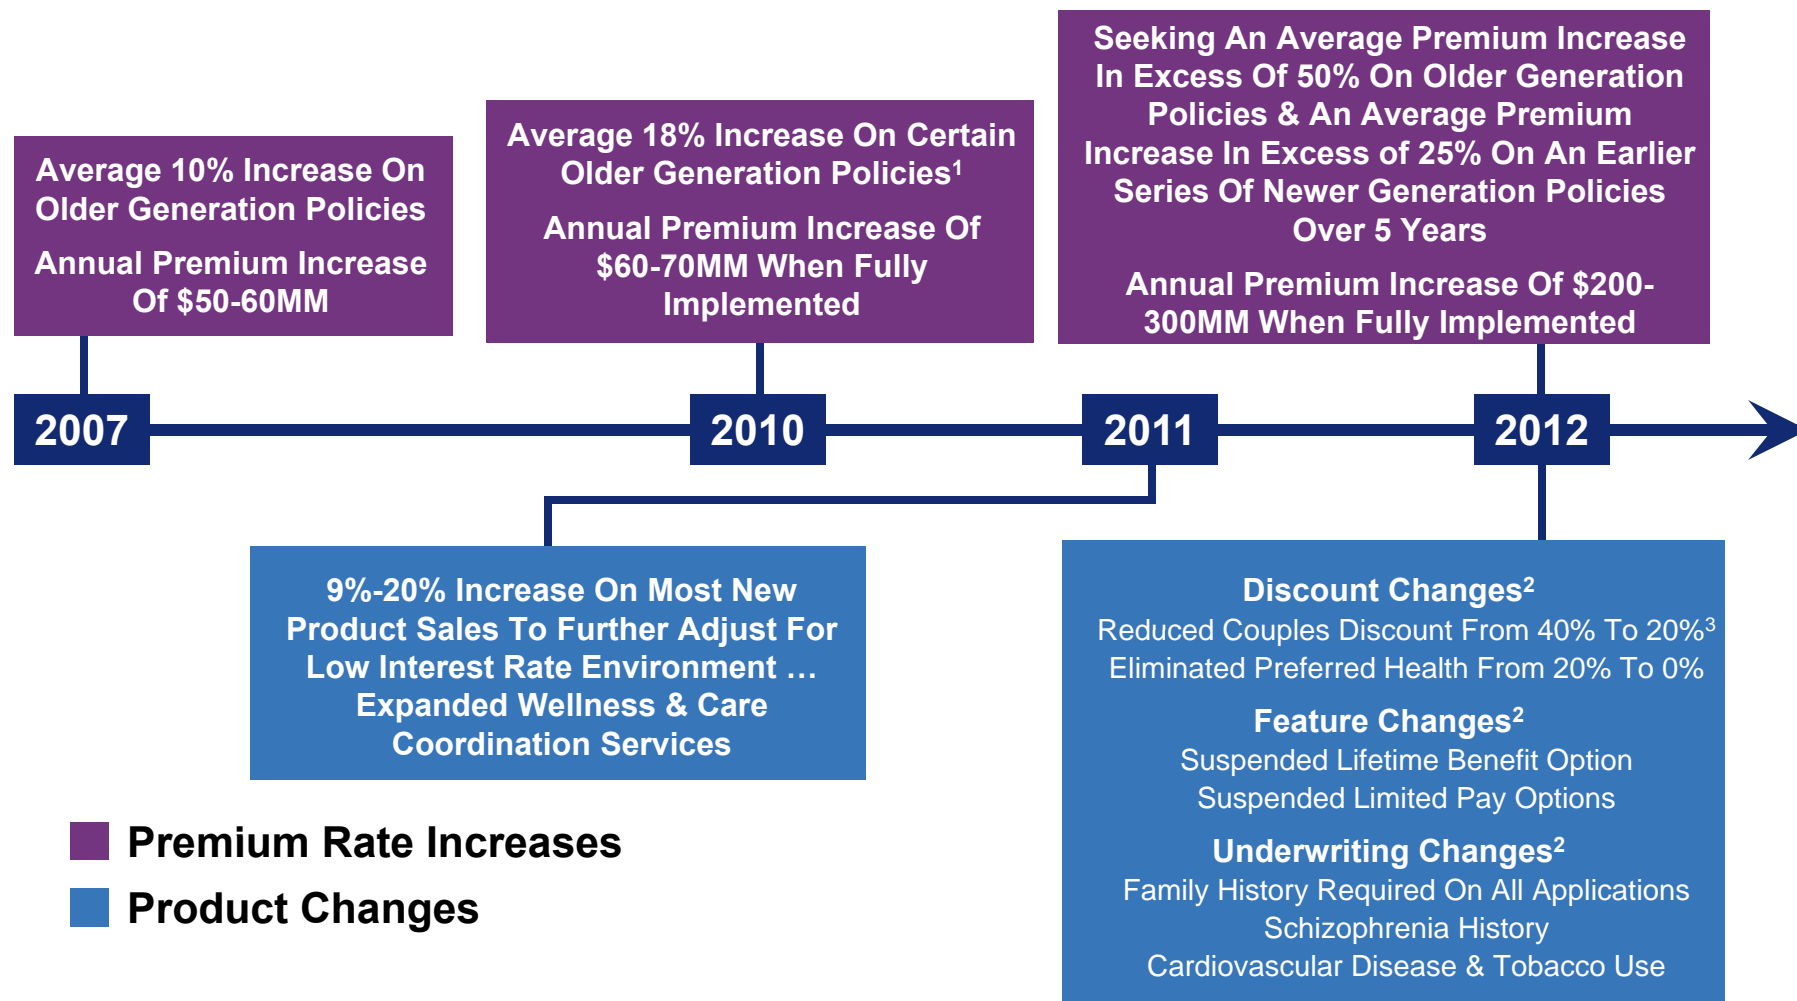 Average 10% Increase On
Older Generation Policies
Annual Premium Increase
Of $50-60MM
Average 18% Increase On Certain
Older Generation Policies¹
Annual Premium Increase Of
$60-70MM When Fully
Implemented
Seeking An Average Premium Increase
In Excess Of 50% On Older Generation
Policies & An Average Premium
Increase In Excess of 25% On An Earlier
Series Of Newer Generation Policies
Over 5 Years
Annual Premium Increase Of $200-
300MM When Fully Implemented
2007
2010
2011
2012
9%-20% Increase On Most New
Product Sales To Further Adjust For
Low Interest Rate Environment …
Expanded Wellness & Care
Coordination Services
Discount Changes²
Reduced Couples Discount From 40% To 20%³
Eliminated Preferred Health From 20% To 0%
Feature Changes²
Suspended Lifetime Benefit Option
Suspended Limited Pay Options
Underwriting Changes²
Family History Required On All Applications
Schizophrenia History
Cardiovascular Disease & Tobacco Use
Premium Rate Increases
Product Changes